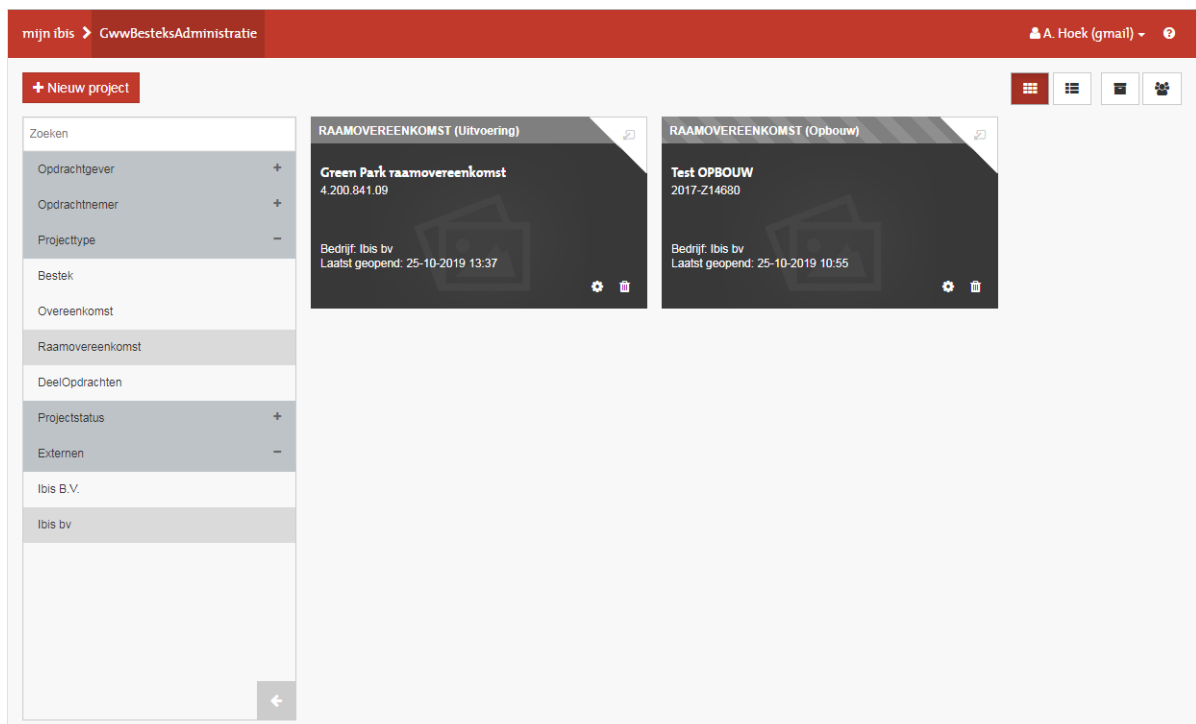 mijn ibis GwwBesteksAdministratie
A. Hoek (gmail)
Nieuw project
Zoeken
Opdrachtgever
Opdrachtnemer
Projecttype
Bestek
Overeenkomst
Raamovereenkomst
DeelOpdrachten
Projectstatus
Externen
Ibis B.V.
Ibis bv
RAAMOVEREENKOMST (Uitvoering)
Green Park raamovereenkomst
4.200.841.09
Bedrijf: Ibis bv
Laatst geopend: 25-10-2019 13:37
RAAMOVEREENKOMST (Opbouw)
Test OPBOUW
2017-Z14680
Bedrijf: Ibis bv
Laatst geopend: 25-10-2019 10:55